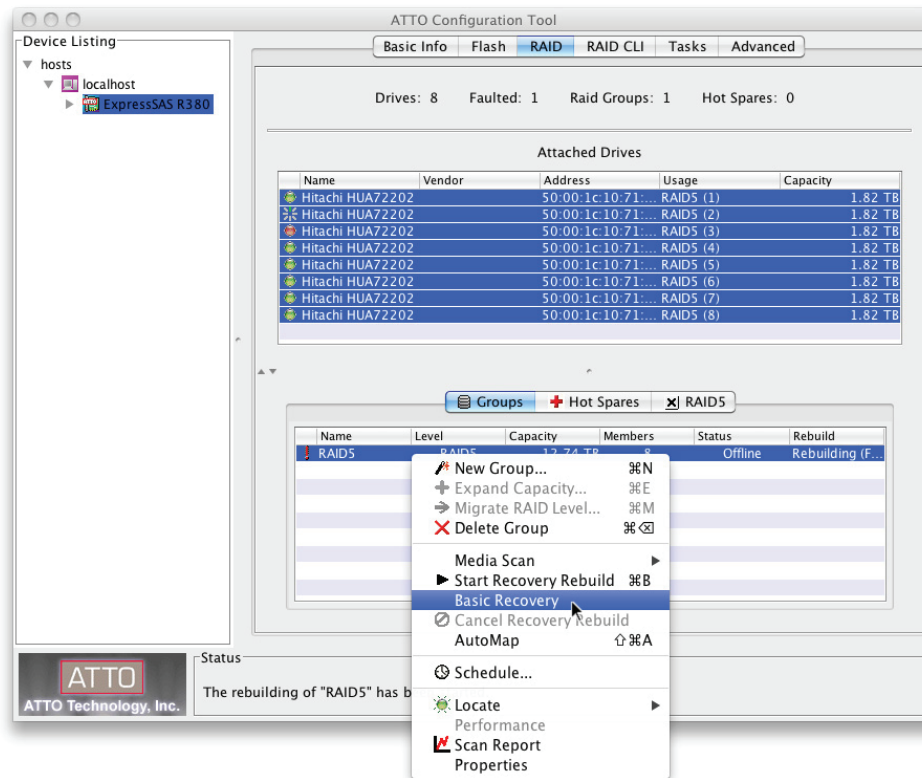 ATTO Configuration Tool
Device Listing
hosts
localhost
ExpressSAS R380
Basic Info Flash RAID RAID CLI Tasks Advanced
Drives: 8 Faulted: 1 Raid Groups: 1 Hot Spares: 0
Attached Drives
Name Vendor Address Usage Capacity
Hitachi HUA72202 50:00:1c:10:71:... RAID5 (1) 1.82 TB
Hitachi HUA72202 50:00:1c:10:71:... RAID5 (2) 1.82 TB
Hitachi HUA72202 50:00:1c:10:71:... RAID5 (3) 1.82 TB
Hitachi HUA72202 50:00:1c:10:71:... RAID5 (4) 1.82 TB
Hitachi HUA72202 50:00:1c:10:71:... RAID5 (5) 1.82 TB
Hitachi HUA72202 50:00:1c:10:71:... RAID5 (6) 1.82 TB
Hitachi HUA72202 50:00:1c:10:71:... RAID5 (7) 1.82 TB
Hitachi HUA72202 50:00:1c:10:71:... RAID5 (8) 1.82 TB
Groups Hot Spares RAID5
Name Level Capacity Members Status Rebuild
RAID5 RAID5 12.74 TB 8 Offline Rebuilding (F...
New Group... ⌘N
Expand Capacity... ⌘E
Migrate RAID Level... ⌘M
Delete Group ⌘⌫
Media Scan
Start Recovery Rebuild ⌘B
Basic Recovery
Cancel Recovery Rebuild
AutoMap ⇧⌘A
Schedule...
Locate
Performance
Scan Report
Properties
Status
The rebuilding of "RAID5" has b
ATTO
ATTO Technology, Inc.